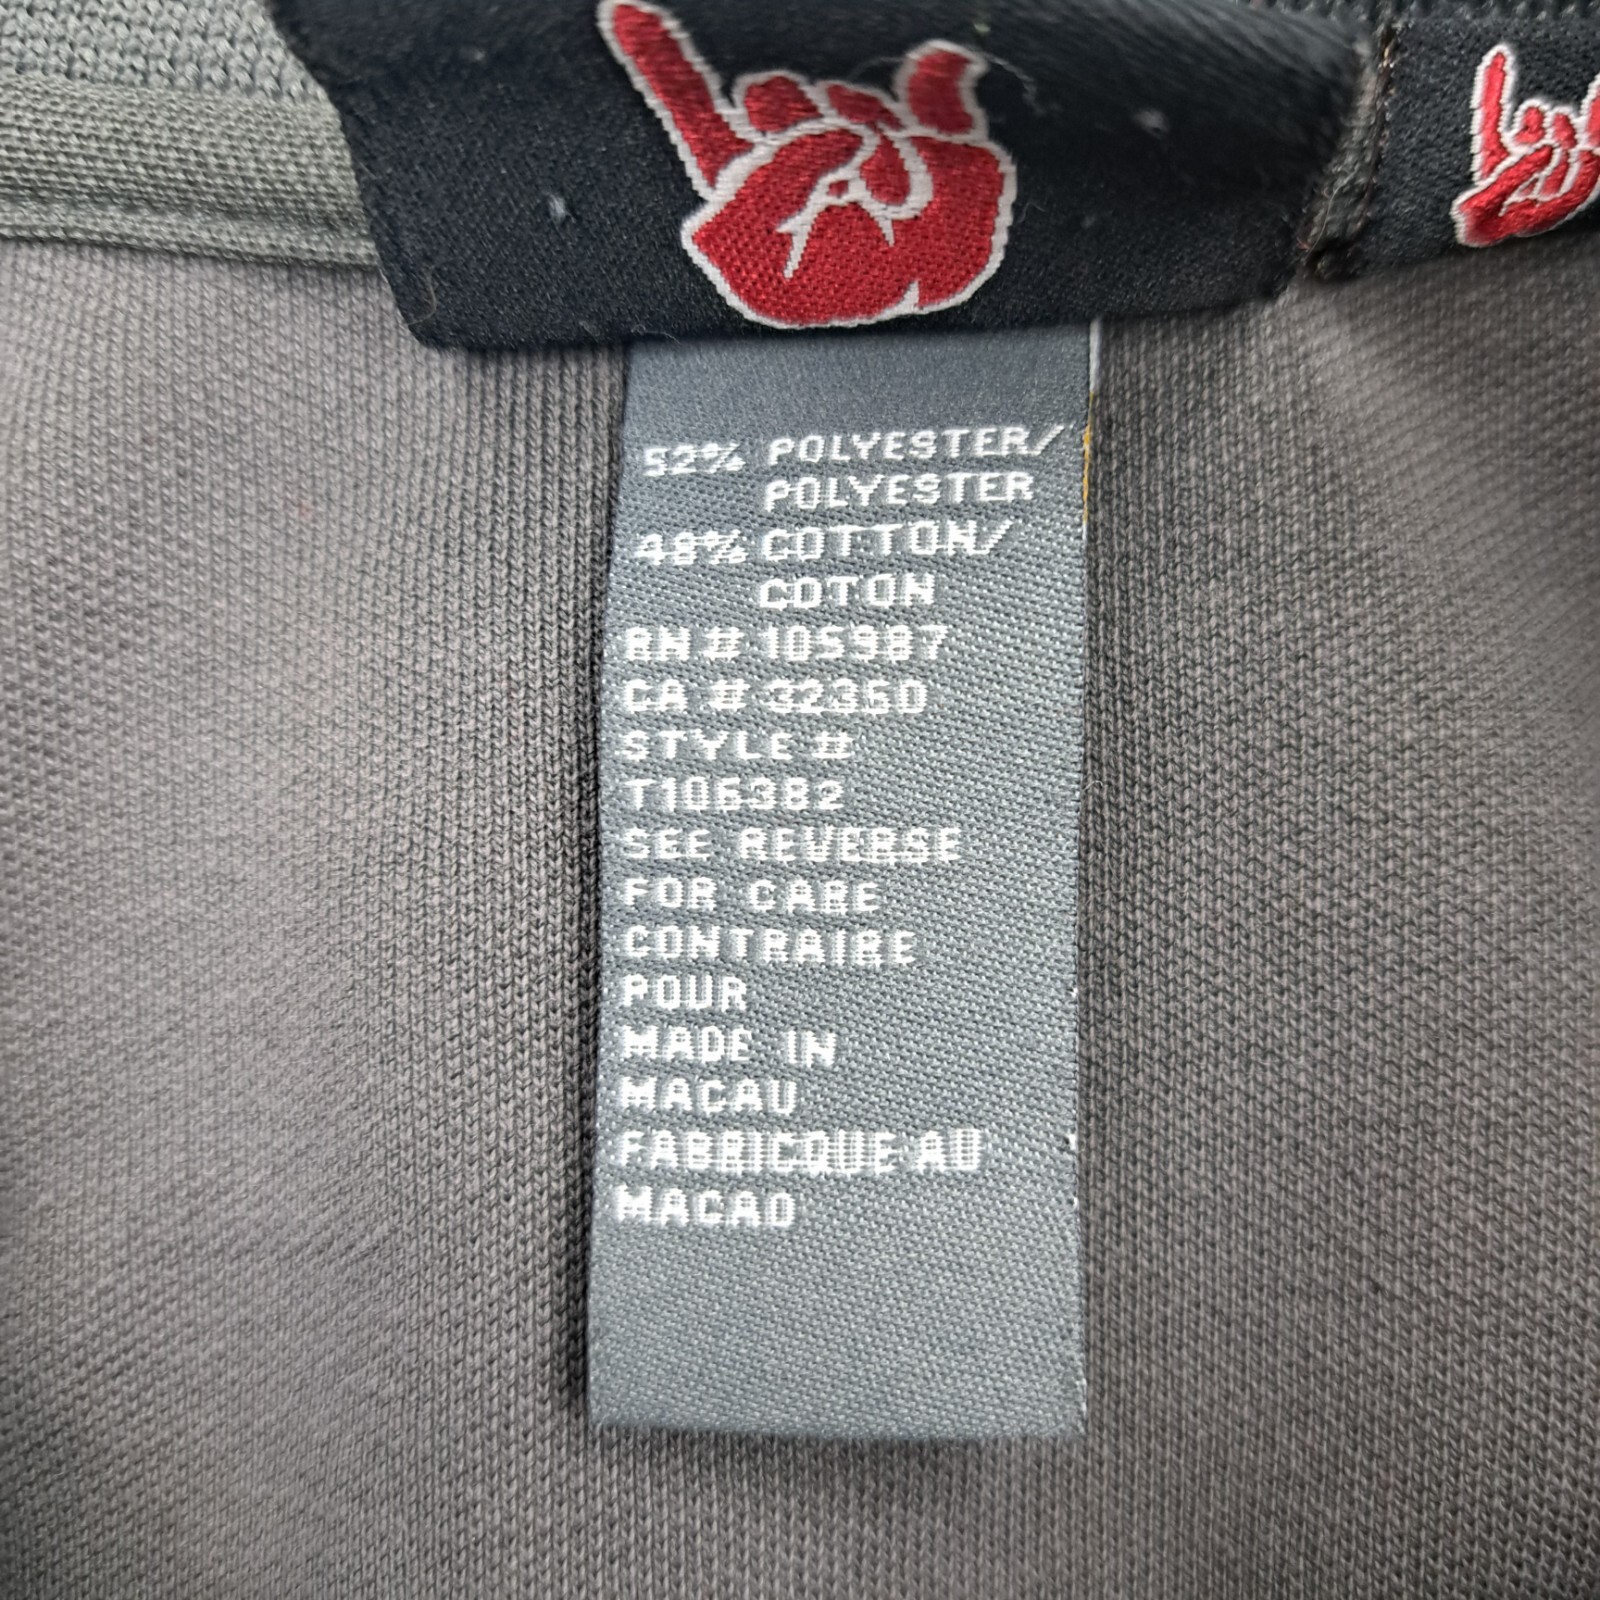 52% POLYESTER/
POLYESTER
48% COTTON/
COTON
RN # 105987
CA # 32350
STYLE #
T106382
SEE REVERSE
FOR CARE
CONTRAIRE
POUR
MADE IN
MACAU
FABRICQUE AU
MACAO